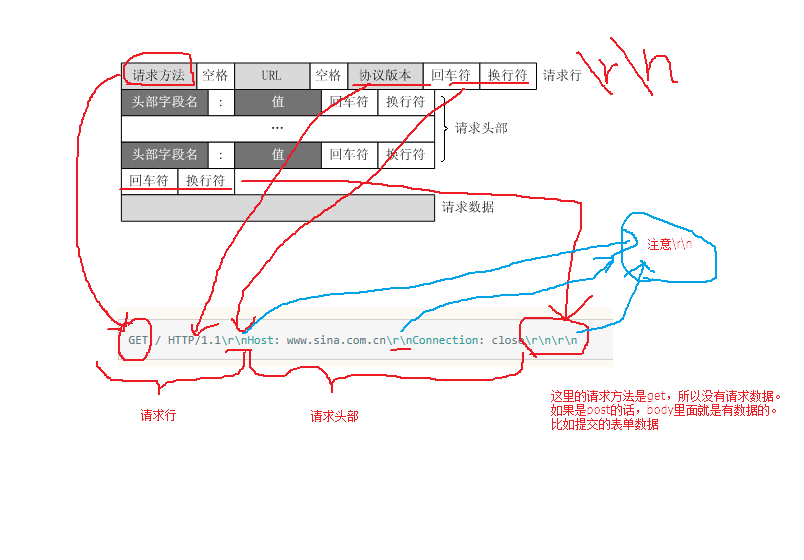 \r\n
请求方法 空格 URL 空格 协议版本 回车符 换行符 请求行
头部字段名 : 值 回车符 换行符
… 请求头部
头部字段名 : 值 回车符 换行符
回车符 换行符
请求数据
注意\r\n
GET / HTTP/1.1\r\nHost: www.sina.com.cn\r\nConnection: close\r\n\r\n
请求行 请求头部
这里的请求方法是get，所以没有请求数据。
如果是post的话，body里面就是有数据的。
比如提交的表单数据